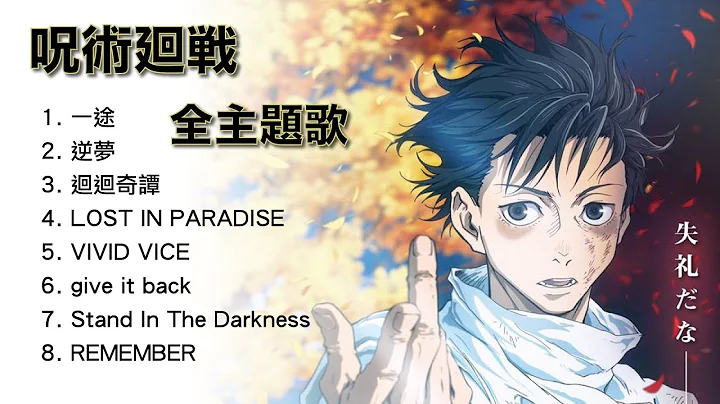 呪術廻戦
全主題歌
1. 一途
2. 逆夢
3. 廻廻奇譚
4. LOST IN PARADISE
5. VIVID VICE
6. give it back
7. Stand In The Darkness
8. REMEMBER
失礼だな――